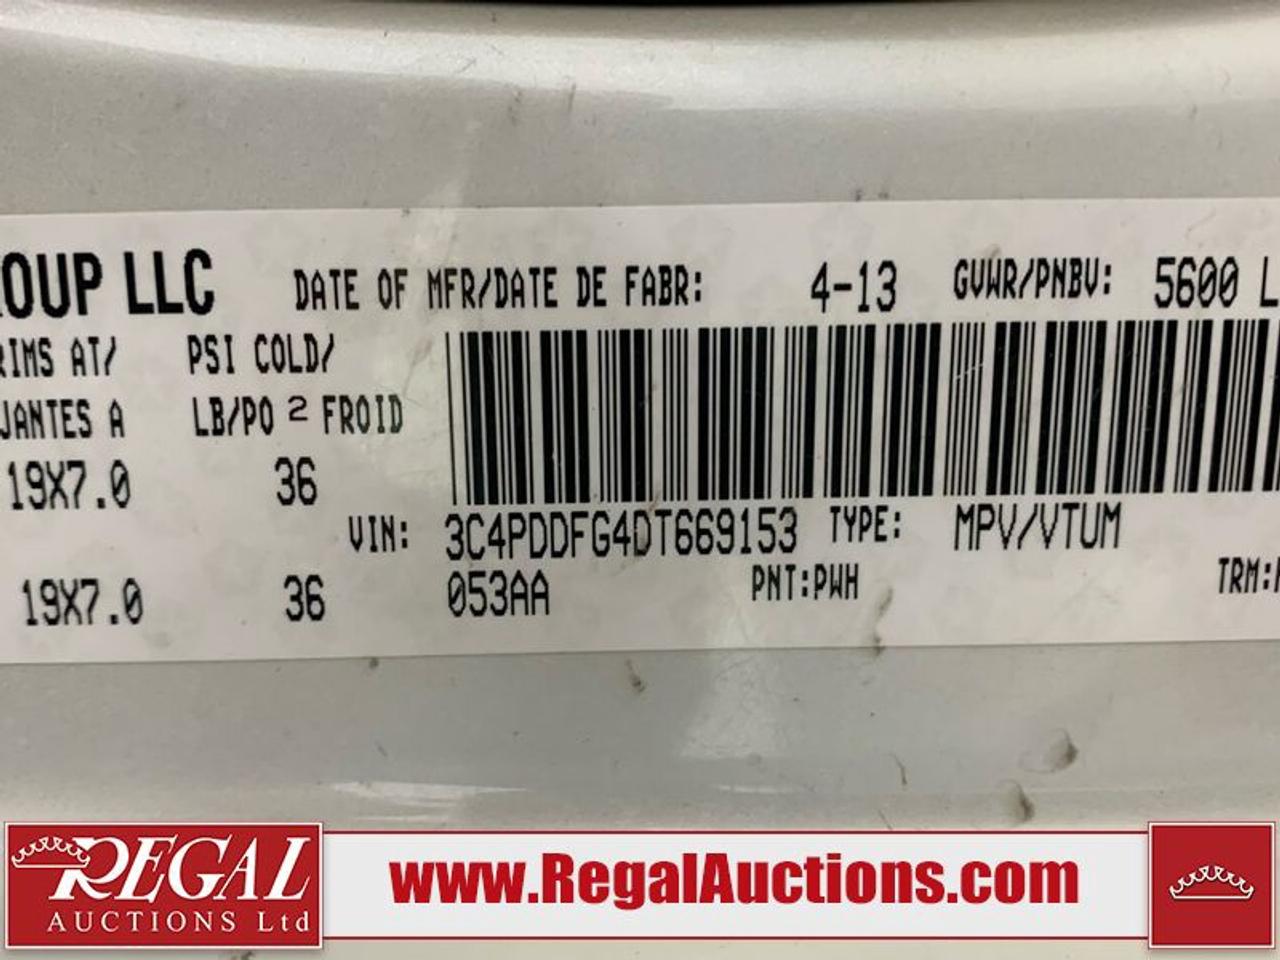 OUP LLC DATE OF MFR/DATE DE FABR: 4-13 GVWR/PNBV: 5600 L
RIMS AT/ PSI COLD/
JANTES A LB/PO 2 FROID
19X7.0 36
VIN: 3C4PDDFG4DT669153 TYPE: MPV/VTUM
19X7.0 36 053AA PNT:PWH TRM:
REGAL
AUCTIONS Ltd
www.RegalAuctions.com